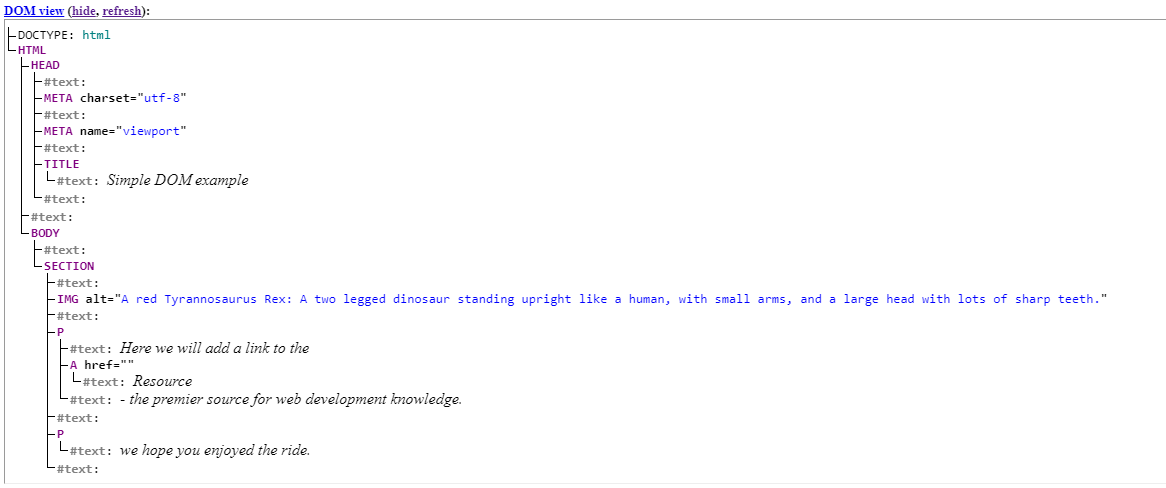 DOM view (hide, refresh):
DOCTYPE: html
HTML
HEAD
#text:
META charset="utf-8"
#text:
META name="viewport"
#text:
TITLE
#text: Simple DOM example
#text:
#text:
BODY
#text:
SECTION
#text:
IMG alt="A red Tyrannosaurus Rex: A two legged dinosaur standing upright like a human, with small arms, and a large head with lots of sharp teeth."
#text:
P
#text: Here we will add a link to the
A href=""
#text: Resource
#text: - the premier source for web development knowledge.
#text:
P
#text: we hope you enjoyed the ride.
#text: